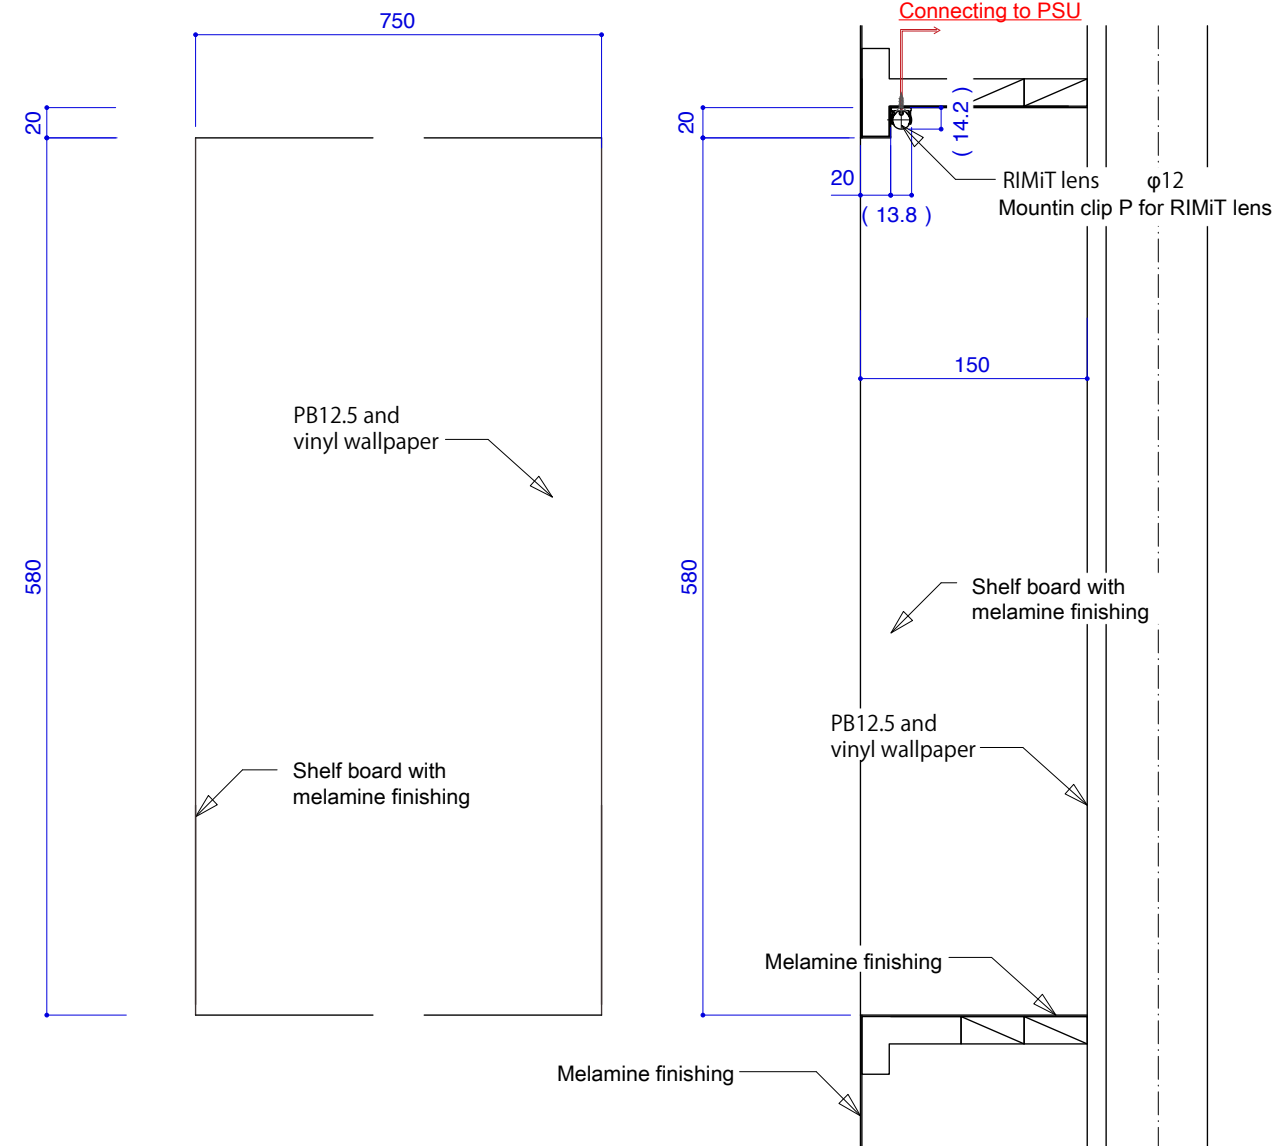 Connecting to PSU
750
20
20
( 14.2 )
20
( 13.8 )
RIMiT lens φ12
Mountin clip P for RIMiT lens
150
PB12.5 and
vinyl wallpaper
580
580
Shelf board with
melamine finishing
PB12.5 and
vinyl wallpaper
Shelf board with
melamine finishing
Melamine finishing
Melamine finishing